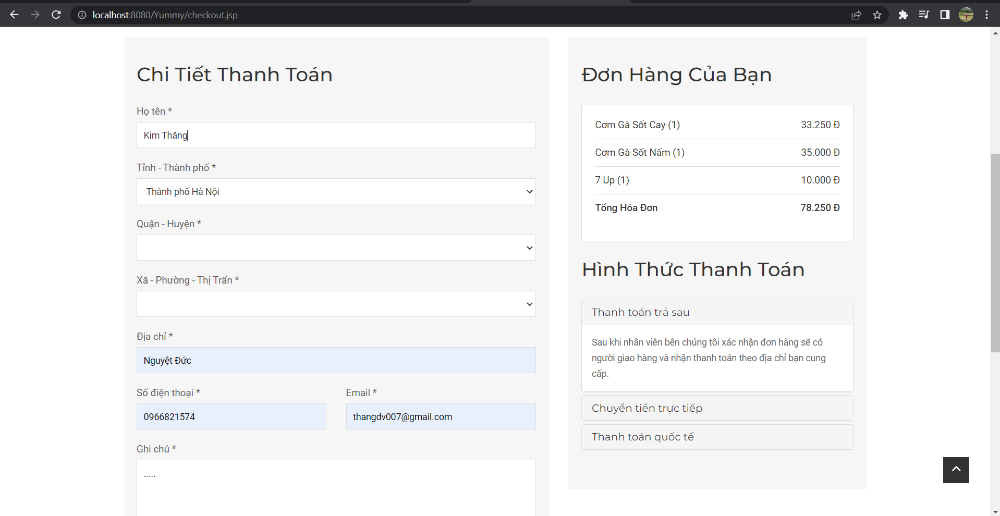 localhost:8080/Yummy/checkout.jsp
Chi Tiết Thanh Toán
Họ tên *
Kim Thăng
Tỉnh - Thành phố *
Thành phố Hà Nội
Quận - Huyện *
Xã - Phường - Thị Trấn *
Địa chỉ *
Nguyệt Đức
Số điện thoại *
Email *
0966821574
thangdv007@gmail.com
Ghi chú *
.....
Đơn Hàng Của Bạn
Cơm Gà Sốt Cay (1) 33.250 Đ
Cơm Gà Sốt Nấm (1) 35.000 Đ
7 Up (1) 10.000 Đ
Tổng Hóa Đơn 78.250 Đ
Hình Thức Thanh Toán
Thanh toán trả sau
Sau khi nhân viên bên chúng tôi xác nhận đơn hàng sẽ có
người giao hàng và nhận thanh toán theo địa chỉ bạn cung
cấp.
Chuyển tiền trực tiếp
Thanh toán quốc tế